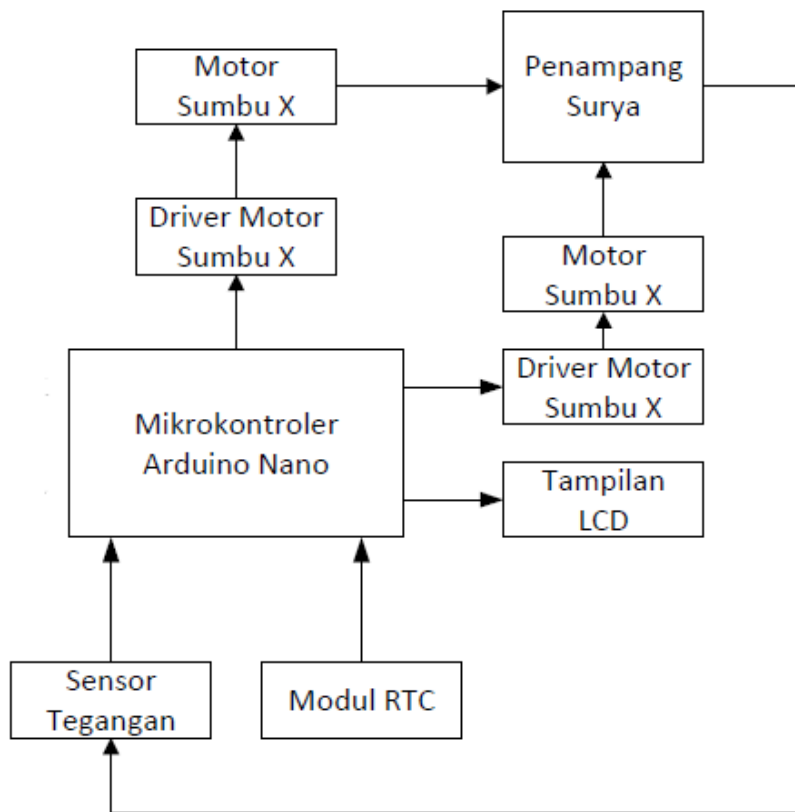 Motor
Sumbu X
Penampang
Surya
Driver Motor
Sumbu X
Motor
Sumbu X
Mikrokontroler
Arduino Nano
Driver Motor
Sumbu X
Tampilan
LCD
Sensor
Tegangan
Modul RTC